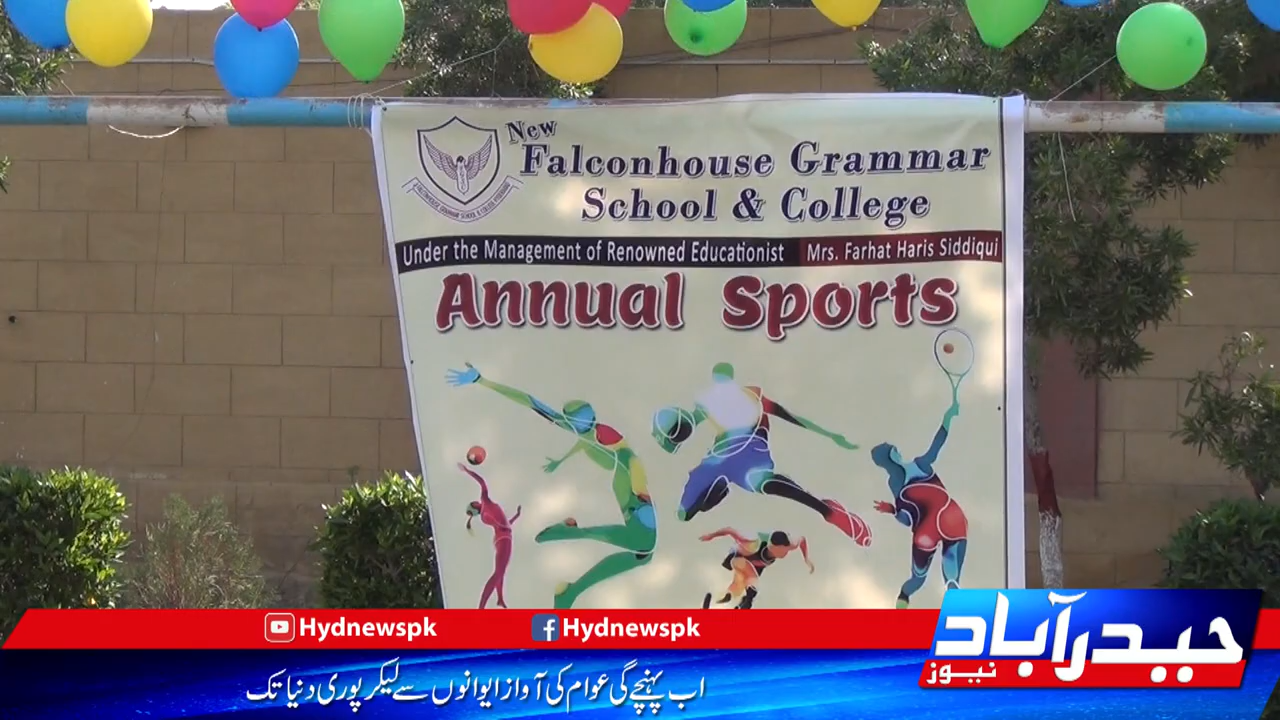 New
Falconhouse Grammar
School & College
Under the Management of Renowned Educationist Mrs. Farhat Haris Siddiqui
Annual Sports
Hydnewspk
Hydnewspk
حیدرآباد
نیوز
اب پہنچے گی عوام کی آواز ایوانوں سے لیکر پوری دنیا تک